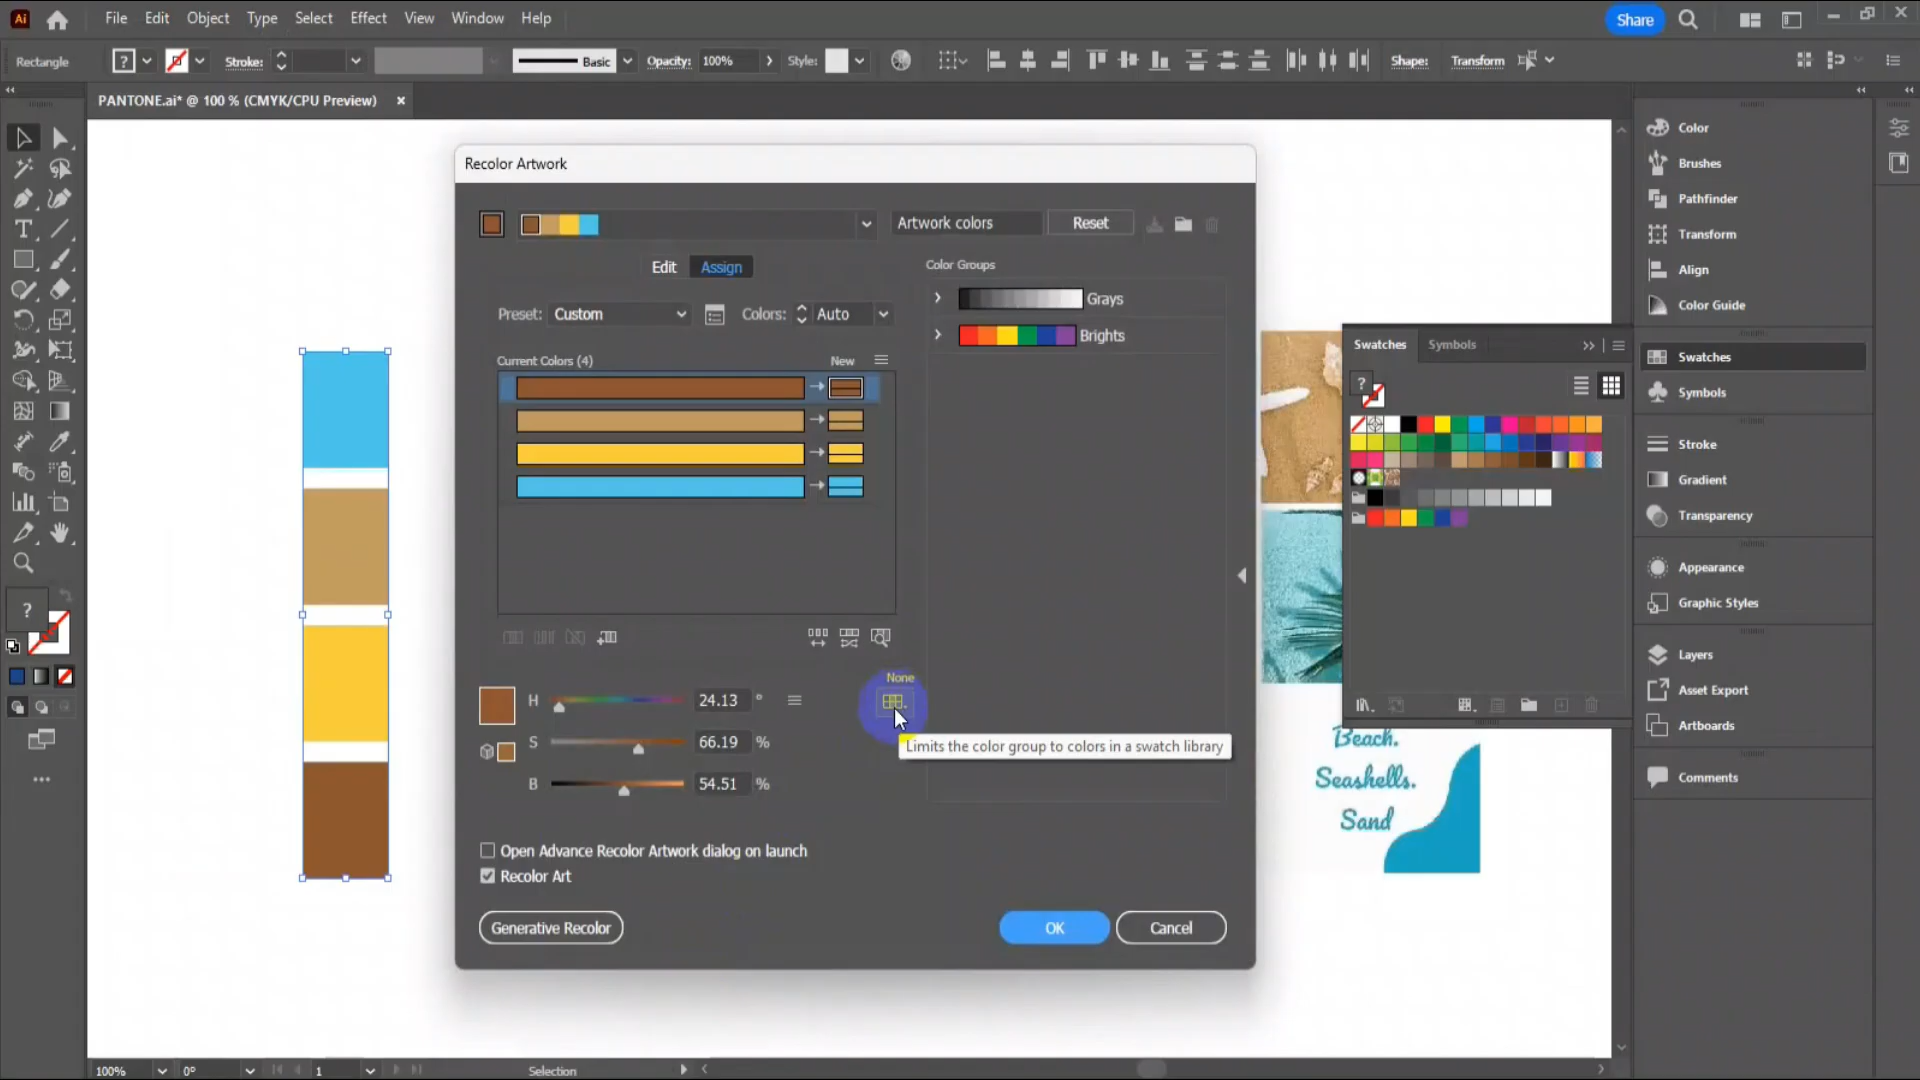 Ai
File Edit Object Type Select Effect View Window Help
Share
Rectangle
?
Stroke:
Basic
Opacity:
100%
Style:
Shape:
Transform
PANTONE.ai* @ 100 % (CMYK/CPU Preview)
Recolor Artwork
Artwork colors
Reset
Edit
Assign
Color Groups
Grays
Brights
Preset:
Custom
Colors:
Auto
Current Colors (4)
New
None
H 24.13 °
S 66.19 %
B 54.51 %
Limits the color group to colors in a swatch library
Open Advance Recolor Artwork dialog on launch
Recolor Art
Generative Recolor
OK
Cancel
?
T
Swatches
Symbols
?
Beach.
Seashells.
Sand
Color
Brushes
Pathfinder
Transform
Align
Color Guide
Swatches
Symbols
Stroke
Gradient
Transparency
Appearance
Graphic Styles
Layers
Asset Export
Artboards
Comments
100%
0°
1
Selection